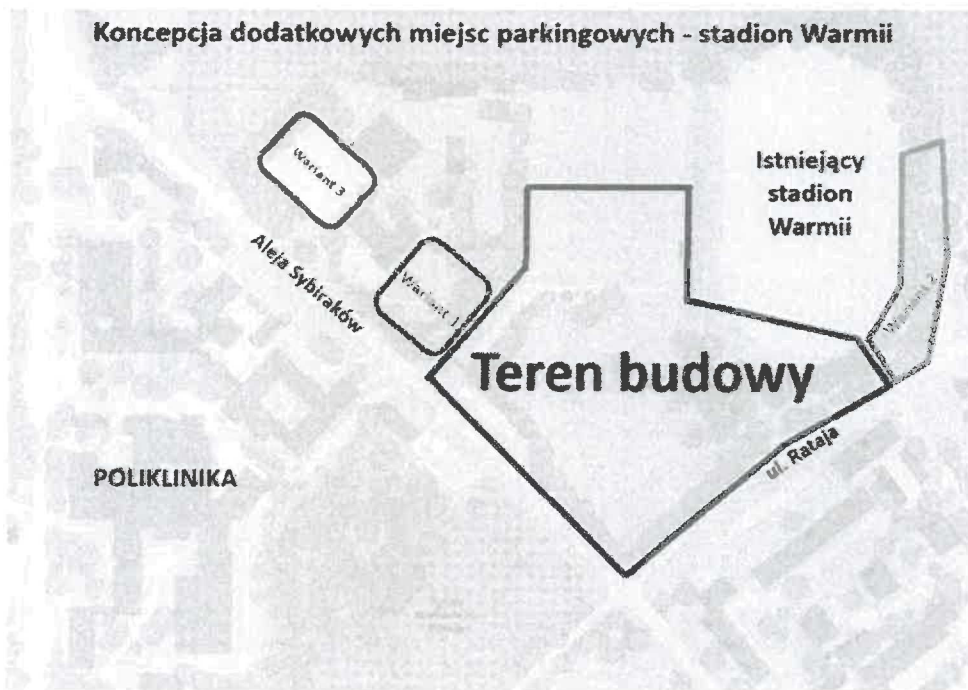 Koncepcja dodatkowych miejsc parkingowych - stadion Warmii
Wariant 3
Istniejący
stadion
Warmii
Aleja Sybiraków
Wariant 1
Wariant 2
Teren budowy
ul. Rataja
POLIKLINIKA